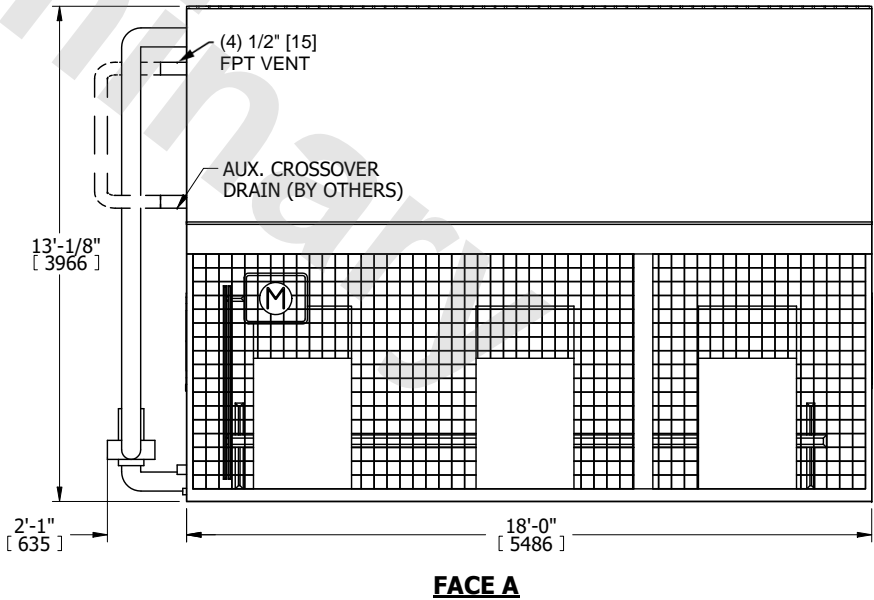 (4) 1/2" [15]
FPT VENT
AUX. CROSSOVER
DRAIN (BY OTHERS)
13'-1/8"
[ 3966 ]
M
2'-1"
[ 635 ]
18'-0"
[ 5486 ]
FACE A